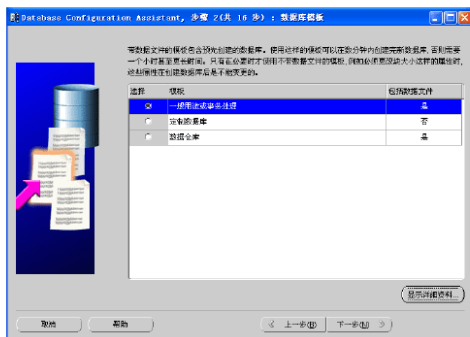 Database Configuration Assistant, 步骤 2(共 16 步) : 数据库模板
带数据文件的模板包含预先创建的数据库。使用这样的模板可以在数分钟内创建完新数据库, 否则需要
一个小时甚至更长时间。只有在必要时才使用不带数据文件的模板, 例如必须更改块大小这样的属性时,
这些属性在创建数据库后是不能变更的。
选择 模板 包括数据文件
一般用途或事务处理 是
定制数据库 否
数据仓库 是
显示详细资料...
取消 帮助 上一步(B) 下一步(N)